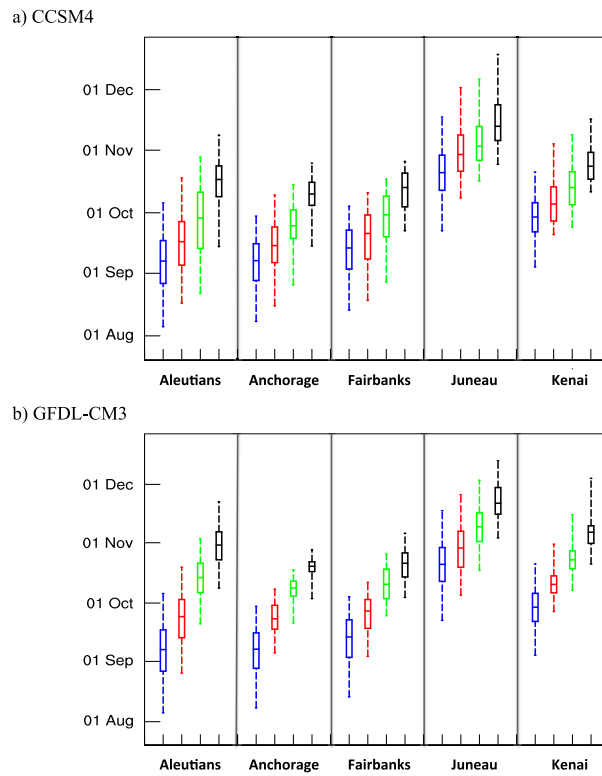 a) CCSM4
01 Dec
01 Nov
01 Oct
01 Sep
01 Aug
Aleutians Anchorage Fairbanks Juneau Kenai
b) GFDL-CM3
01 Dec
01 Nov
01 Oct
01 Sep
01 Aug
Aleutians Anchorage Fairbanks Juneau Kenai